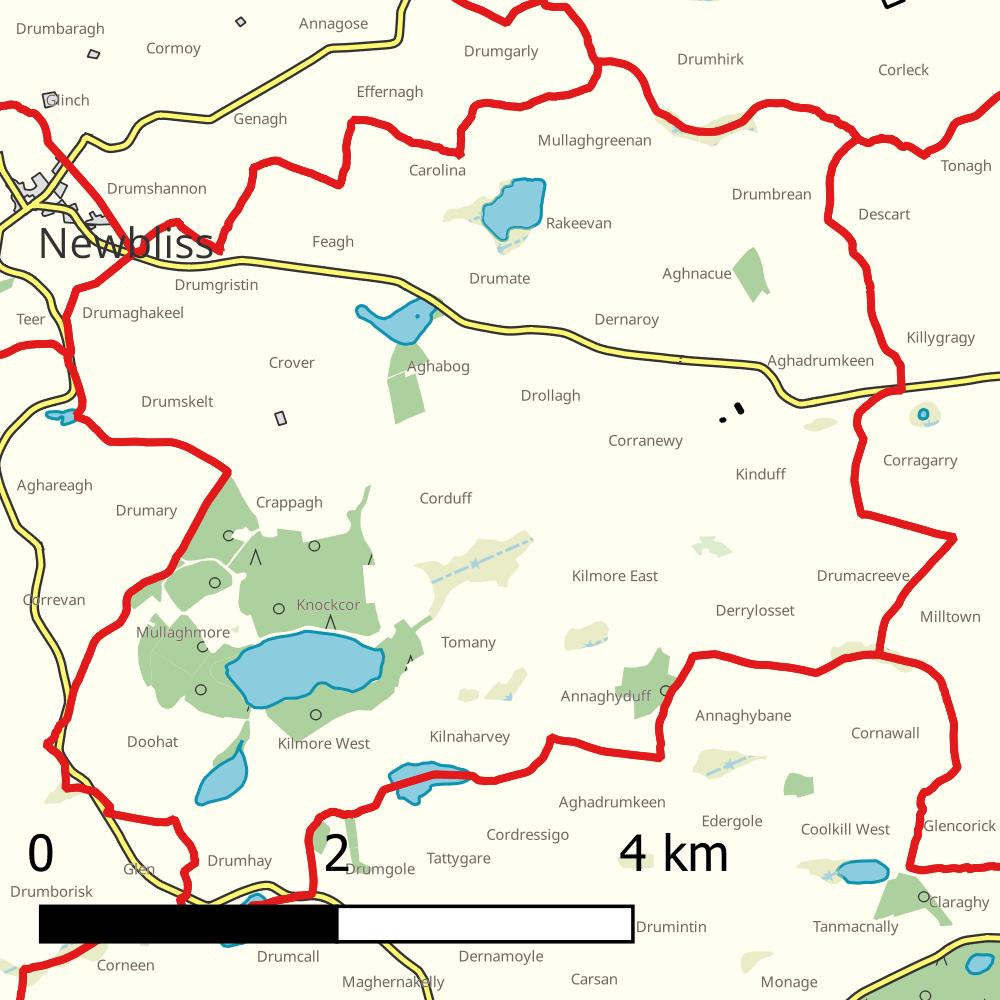 Annagose
Drumbaragh
Cormoy
Drumgarly
Drumhirk
Corleck
Effernagh
Glinch
Genagh
Mullaghgreenan
Tonagh
Carolina
Drumshannon
Drumbrean
Descart
Rakeevan
Newbliss
Feagh
Aghnacue
Drumate
Drumgristin
Drumaghakeel
Teer
Dernaroy
Killygragy
Crover
Aghabog
Aghadrumkeen
Drollagh
Drumskelt
Corranewy
Corragarry
Kinduff
Aghareagh
Corduff
Crappagh
Drumary
Kilmore East
Drumacreeve
Correvan
Knockcor
Derrylosset
Milltown
Mullaghmore
Tomany
Annaghyduff
Annaghybane
Cornawall
Kilnaharvey
Doohat
Kilmore West
Aghadrumkeen
Edergole
Coolkill West
Glencorick
Cordressigo
0 2 4 km
Tattygare
Drumhay
Glen
Drumgole
Drumborisk
Claraghy
Drumintin
Tanmacnally
Drumcall
Dernamoyle
Corneen
Carsan
Maghernakelly
Monage